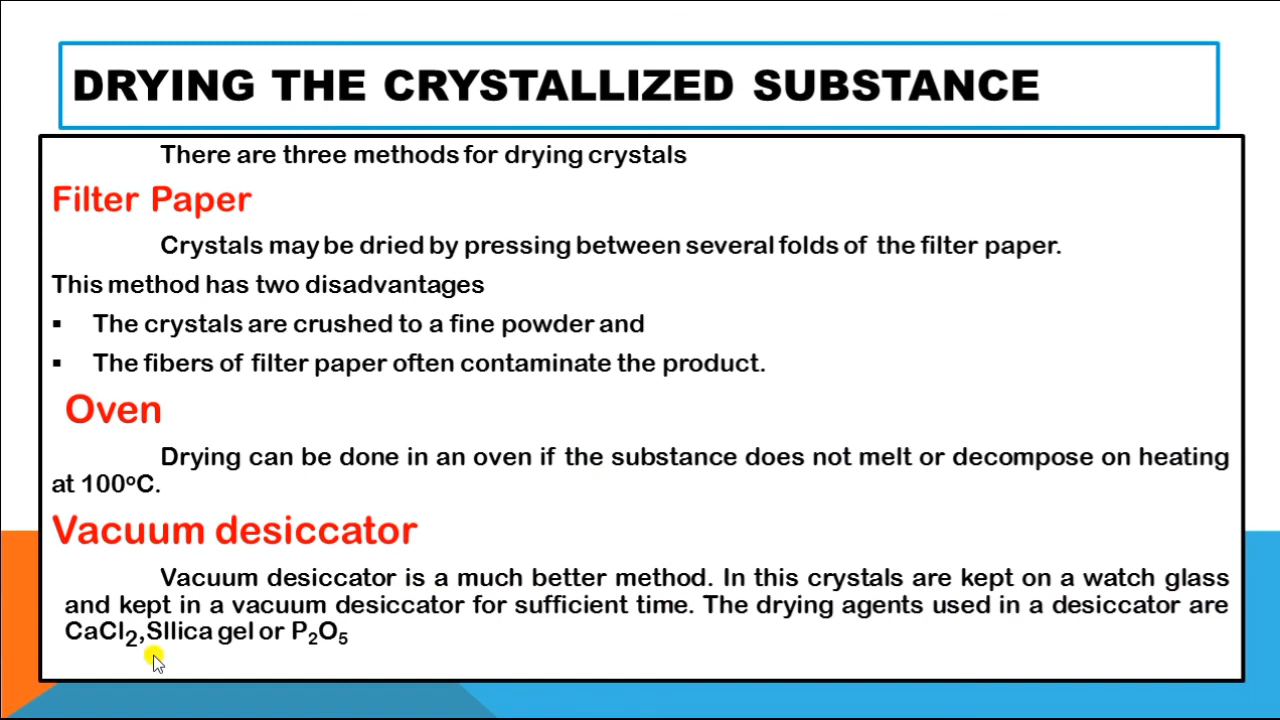 DRYING THE CRYSTALLIZED SUBSTANCE
There are three methods for drying crystals
Filter Paper
Crystals may be dried by pressing between several folds of the filter paper.
This method has two disadvantages
▪ The crystals are crushed to a fine powder and
▪ The fibers of filter paper often contaminate the product.
Oven
Drying can be done in an oven if the substance does not melt or decompose on heating
at 100°C.
Vacuum desiccator
Vacuum desiccator is a much better method. In this crystals are kept on a watch glass
and kept in a vacuum desiccator for sufficient time. The drying agents used in a desiccator are
CaCl₂,SIlica gel or P₂O₅